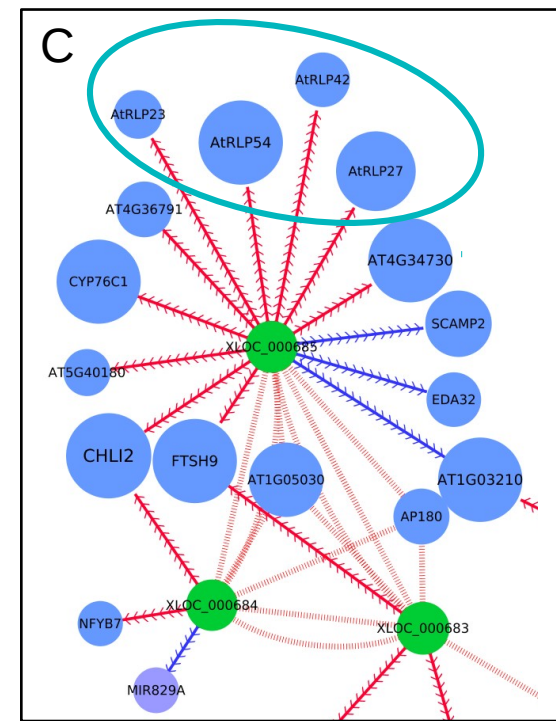 C
AtRLP42
AtRLP23
AtRLP54
AtRLP27
AT4G36791
AT4G34730
CYP76C1
SCAMP2
XLOC_000685
AT5G40180
EDA32
CHLI2
FTSH9
AT1G05030
AT1G03210
AP180
XLOC_000684
NFYB7
XLOC_000683
MIR829A